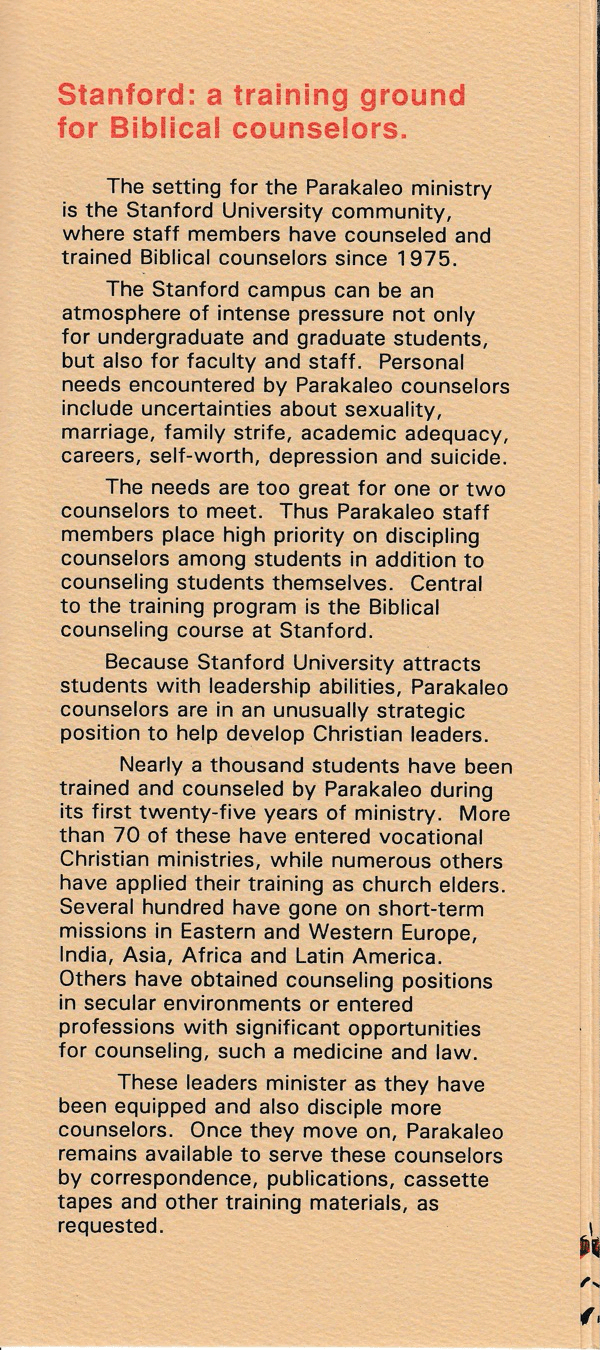 Stanford: a training ground
for Biblical counselors.
The setting for the Parakaleo ministry
is the Stanford University community,
where staff members have counseled and
trained Biblical counselors since 1975.
The Stanford campus can be an
atmosphere of intense pressure not only
for undergraduate and graduate students,
but also for faculty and staff. Personal
needs encountered by Parakaleo counselors
include uncertainties about sexuality,
marriage, family strife, academic adequacy,
careers, self-worth, depression and suicide.
The needs are too great for one or two
counselors to meet. Thus Parakaleo staff
members place high priority on discipling
counselors among students in addition to
counseling students themselves. Central
to the training program is the Biblical
counseling course at Stanford.
Because Stanford University attracts
students with leadership abilities, Parakaleo
counselors are in an unusually strategic
position to help develop Christian leaders.
Nearly a thousand students have been
trained and counseled by Parakaleo during
its first twenty-five years of ministry. More
than 70 of these have entered vocational
Christian ministries, while numerous others
have applied their training as church elders.
Several hundred have gone on short-term
missions in Eastern and Western Europe,
India, Asia, Africa and Latin America.
Others have obtained counseling positions
in secular environments or entered
professions with significant opportunities
for counseling, such a medicine and law.
These leaders minister as they have
been equipped and also disciple more
counselors. Once they move on, Parakaleo
remains available to serve these counselors
by correspondence, publications, cassette
tapes and other training materials, as
requested.